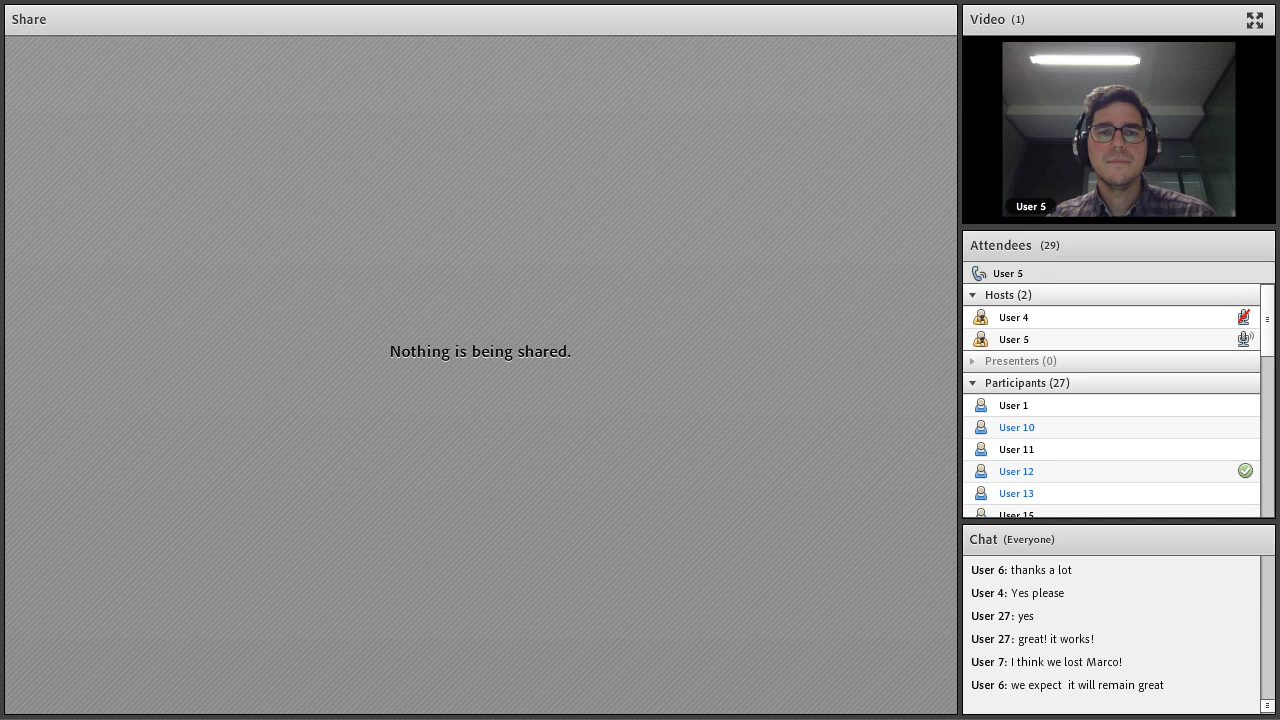 Share
Nothing is being shared.
Video (1)
User 5
Attendees (29)
User 5
Hosts (2)
User 4
User 5
Presenters (0)
Participants (27)
User 1
User 10
User 11
User 12
User 13
User 15
Chat (Everyone)
User 6: thanks a lot
User 4: Yes please
User 27: yes
User 27: great! it works!
User 7: I think we lost Marco!
User 6: we expect  it will remain great